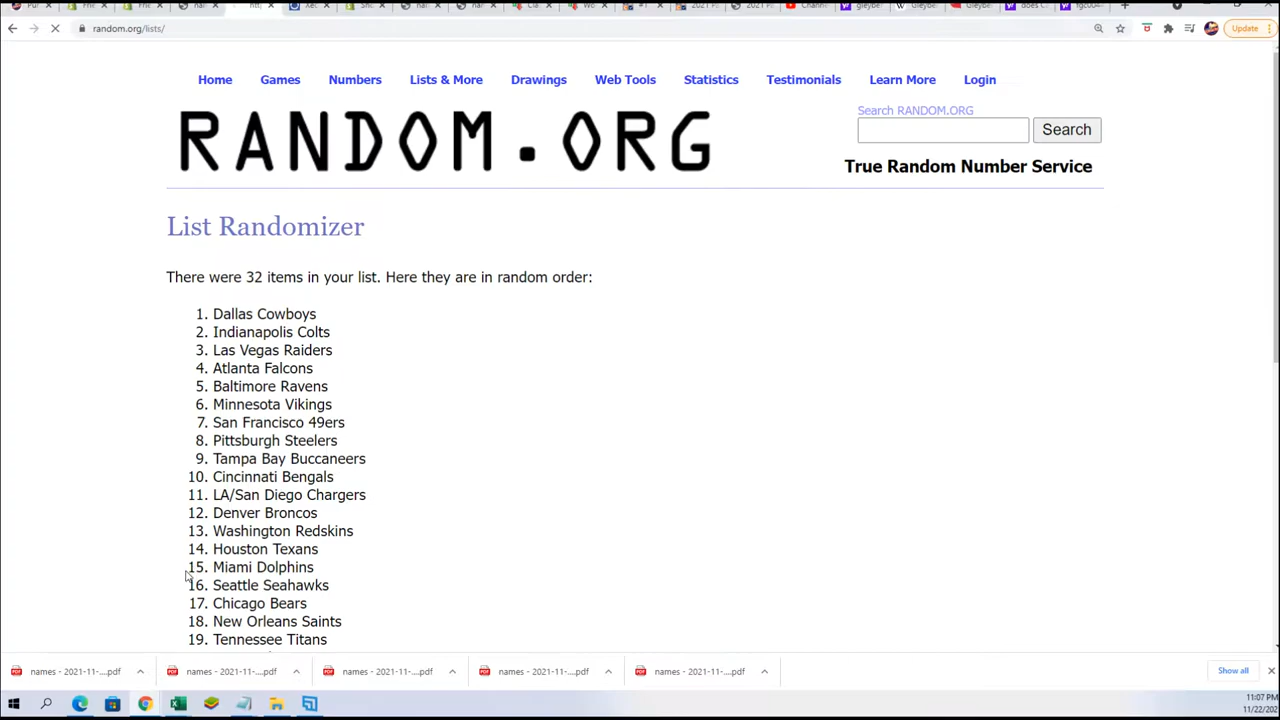 random.org/lists/
Update
Home Games Numbers Lists & More Drawings Web Tools Statistics Testimonials Learn More Login
RANDOM.ORG
Search RANDOM.ORG
Search
True Random Number Service
List Randomizer
There were 32 items in your list. Here they are in random order:
1. Dallas Cowboys
2. Indianapolis Colts
3. Las Vegas Raiders
4. Atlanta Falcons
5. Baltimore Ravens
6. Minnesota Vikings
7. San Francisco 49ers
8. Pittsburgh Steelers
9. Tampa Bay Buccaneers
10. Cincinnati Bengals
11. LA/San Diego Chargers
12. Denver Broncos
13. Washington Redskins
14. Houston Texans
15. Miami Dolphins
16. Seattle Seahawks
17. Chicago Bears
18. New Orleans Saints
19. Tennessee Titans
names - 2021-11-....pdf names - 2021-11-....pdf names - 2021-11-....pdf names - 2021-11-....pdf names - 2021-11-....pdf Show all
11:07 PM
11/22/202